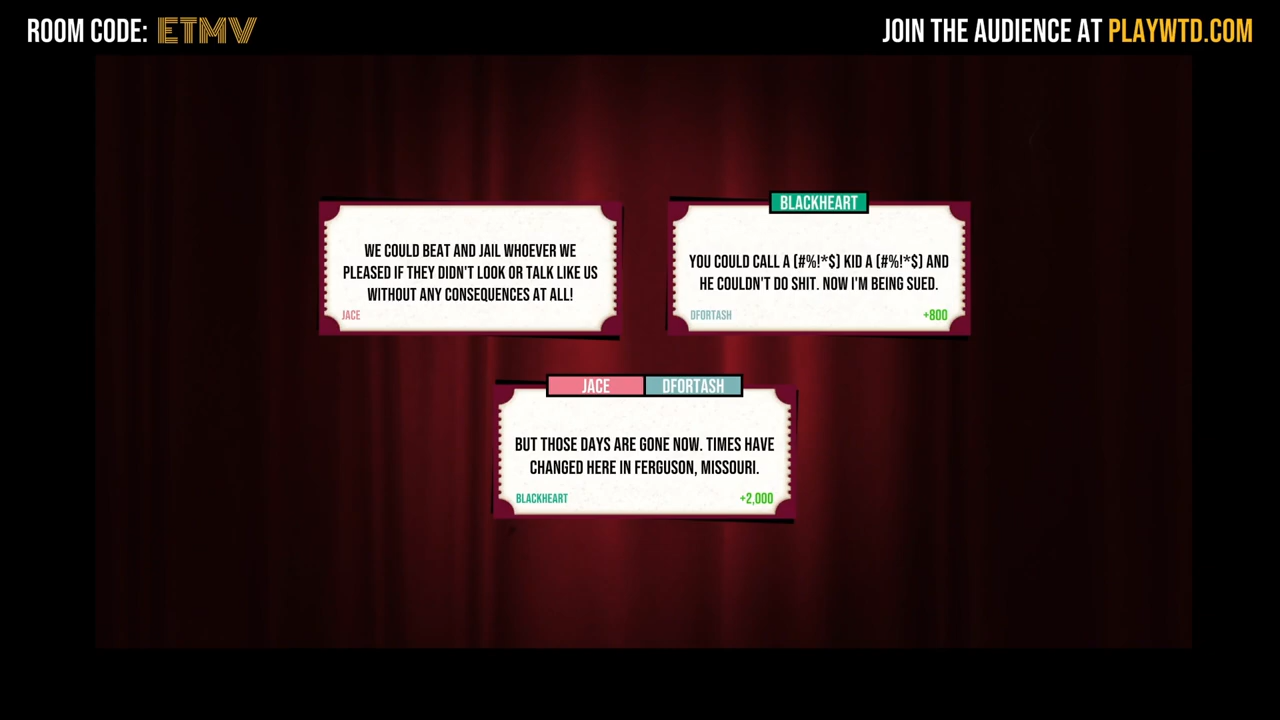 ROOM CODE: ETMV
JOIN THE AUDIENCE AT PLAYWTD.COM
WE COULD BEAT AND JAIL WHOEVER WE
PLEASED IF THEY DIDN'T LOOK OR TALK LIKE US
WITHOUT ANY CONSEQUENCES AT ALL!
JACE
BLACKHEART
YOU COULD CALL A (#%!*$) KID A (#%!*$) AND
HE COULDN'T DO SHIT. NOW I'M BEING SUED.
DFORTASH
+800
JACE
DFORTASH
BUT THOSE DAYS ARE GONE NOW. TIMES HAVE
CHANGED HERE IN FERGUSON, MISSOURI.
BLACKHEART
+2,000